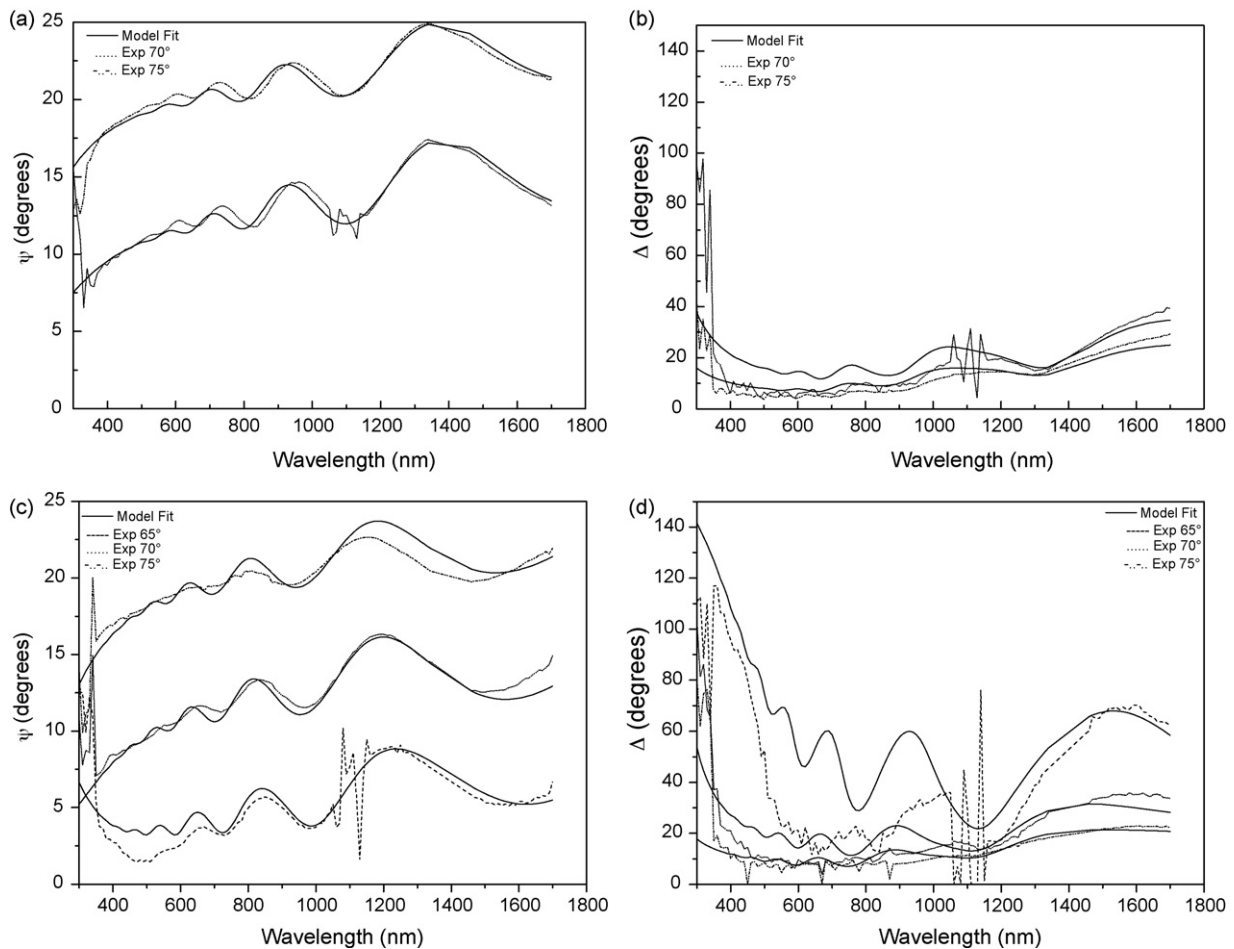 (a)
25
20
15
10
5
0
ψ (degrees)
Model Fit
Exp 70°
Exp 75°
400 600 800 1000 1200 1400 1600 1800
Wavelength (nm)
(b)
140
120
100
80
60
40
20
0
Δ (degrees)
Model Fit
Exp 70°
Exp 75°
400 600 800 1000 1200 1400 1600 1800
Wavelength (nm)
(c)
25
20
15
10
5
0
ψ (degrees)
Model Fit
Exp 65°
Exp 70°
Exp 75°
400 600 800 1000 1200 1400 1600 1800
Wavelength (nm)
(d)
140
120
100
80
60
40
20
0
Δ (degrees)
Model Fit
Exp 65°
Exp 70°
Exp 75°
400 600 800 1000 1200 1400 1600 1800
Wavelength (nm)